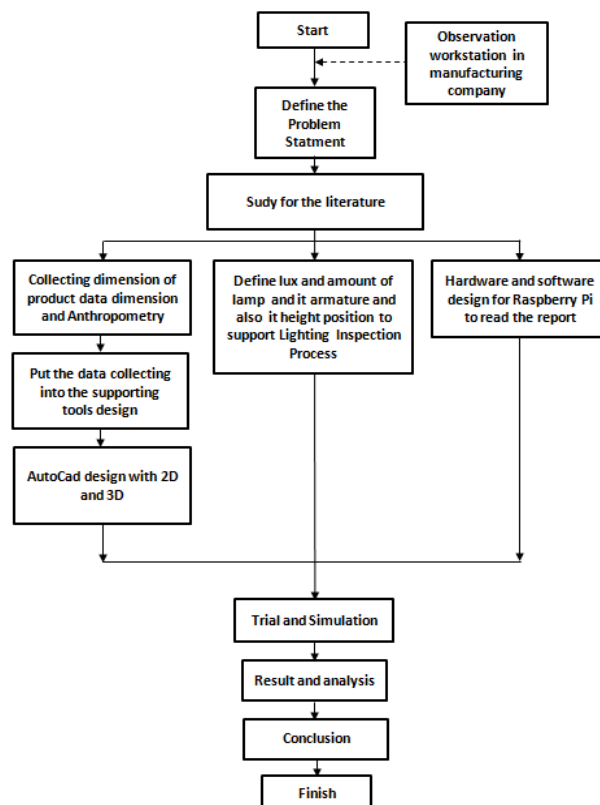 Start
Observation
workstation in
manufacturing
company
Define the
Problem
Statment
Sudy for the literature
Collecting dimension of
product data dimension
and Anthropometry
Define lux and amount of
lamp and it armature and
also it height position to
support Lighting Inspection
Process
Hardware and software
design for Raspberry Pi
to read the report
Put the data collecting
into the supporting
tools design
AutoCad design with 2D
and 3D
Trial and Simulation
Result and analysis
Conclusion
Finish